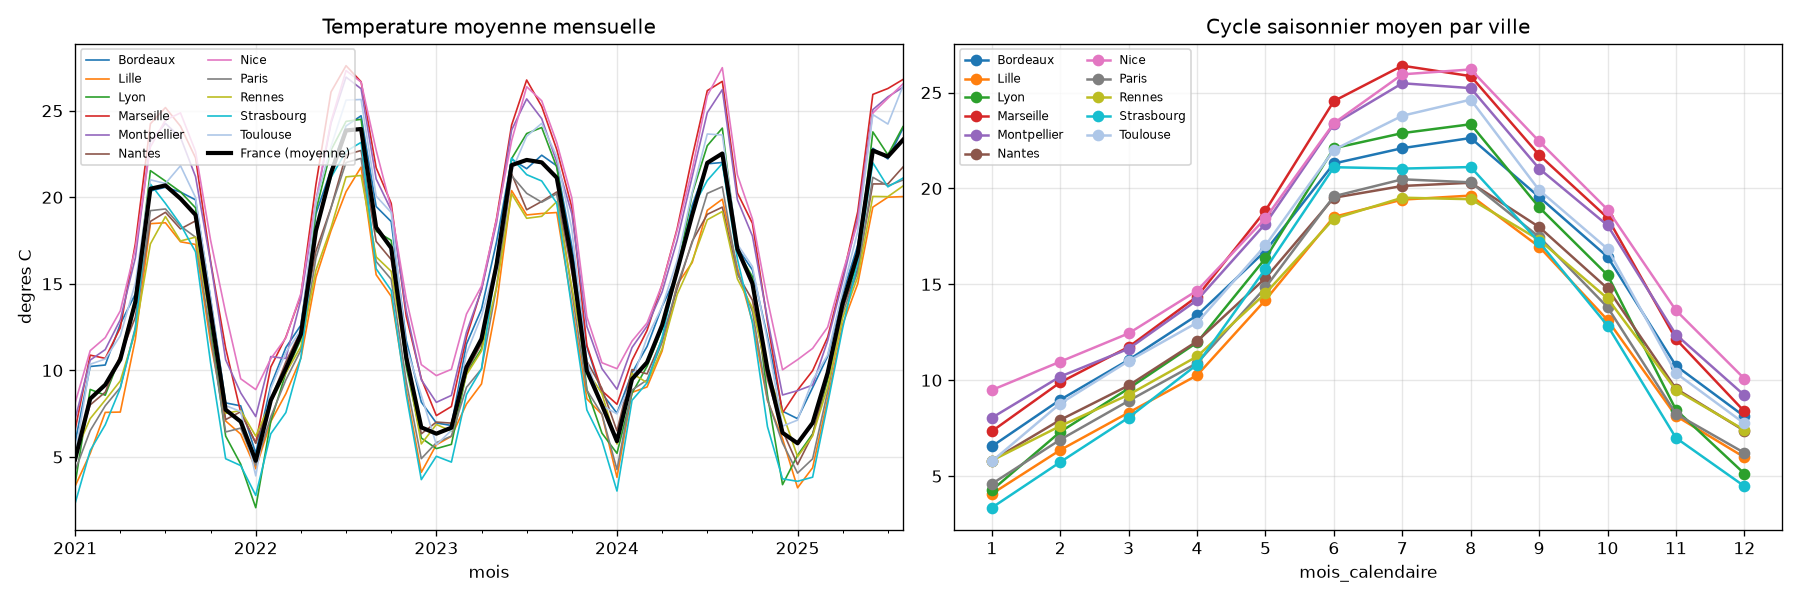 Temperature moyenne mensuelle
Bordeaux
Lille
Lyon
Marseille
Montpellier
Nantes
Nice
Paris
Rennes
Strasbourg
Toulouse
France (moyenne)
25
20
15
10
5
degres C
2021
2022
2023
2024
2025
mois
Cycle saisonnier moyen par ville
Bordeaux
Lille
Lyon
Marseille
Montpellier
Nantes
Nice
Paris
Rennes
Strasbourg
Toulouse
25
20
15
10
5
1
2
3
4
5
6
7
8
9
10
11
12
mois_calendaire